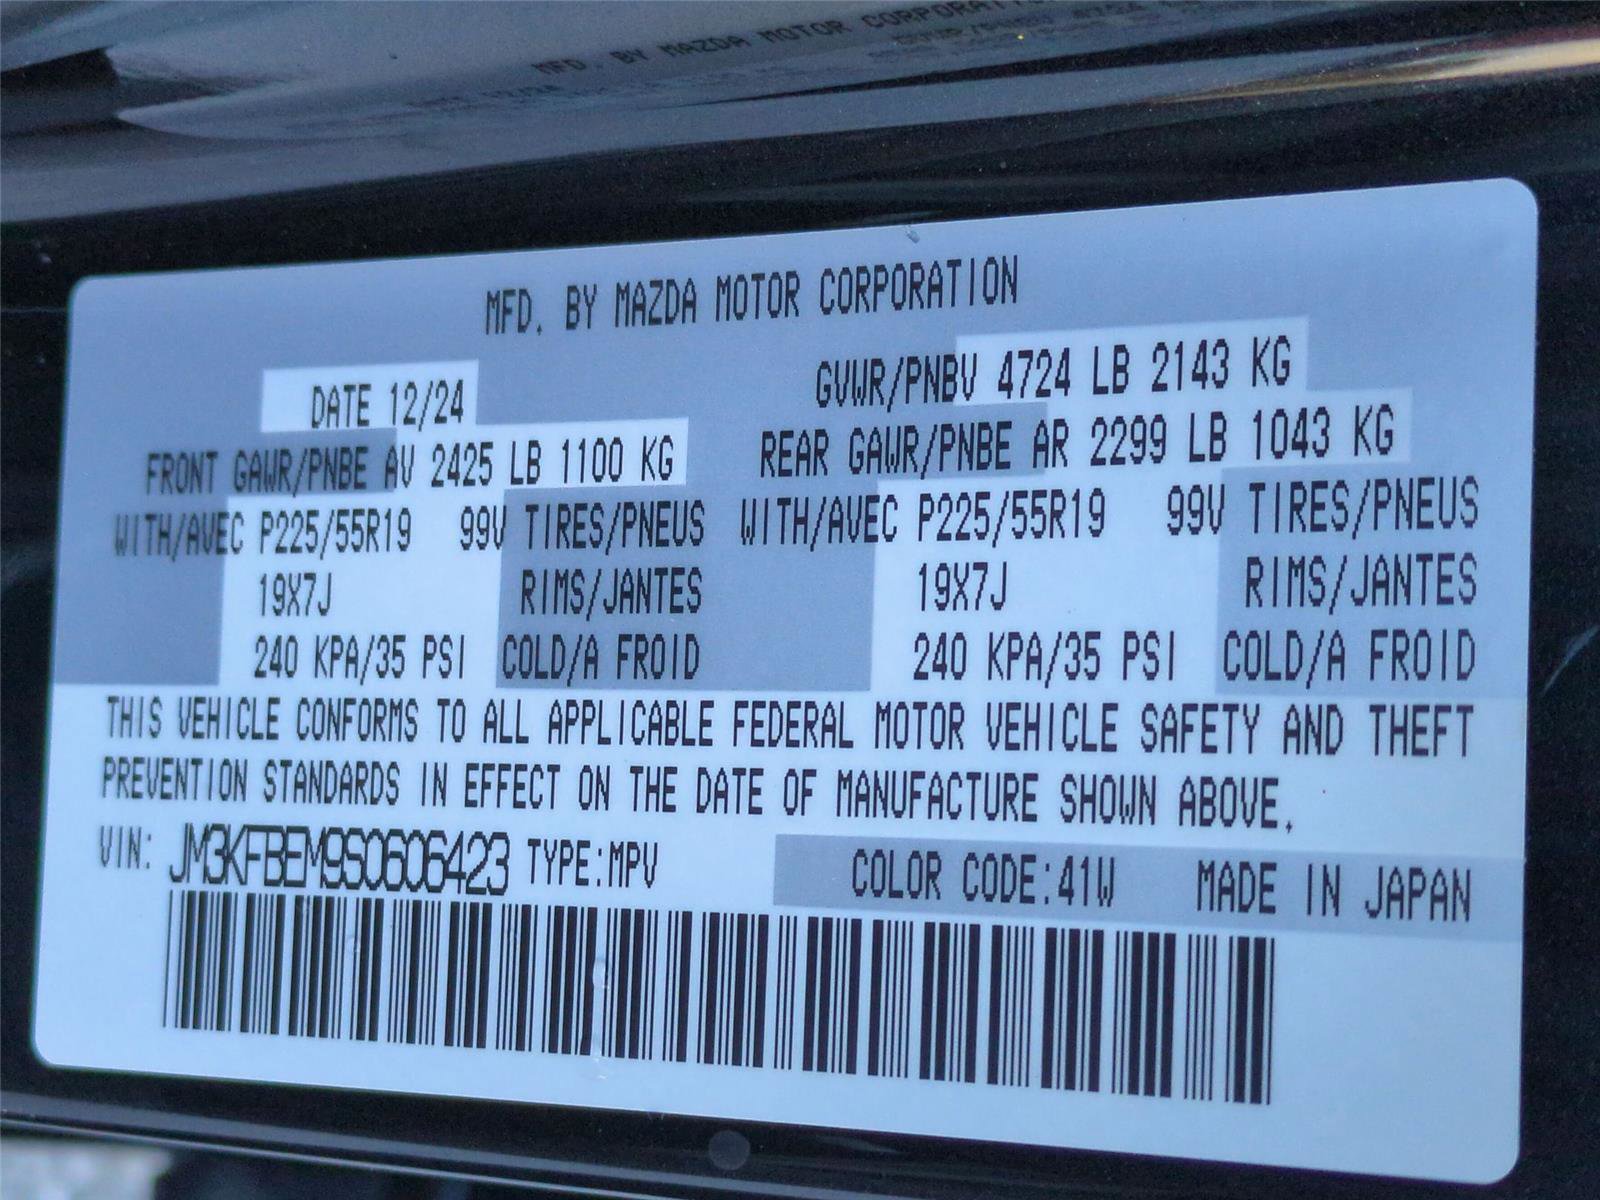 MFD. BY MAZDA MOTOR CORPORATION
MFD. BY MAZDA MOTOR CORPORATION
DATE 12/24 GVWR/PNBV 4724 LB 2143 KG
FRONT GAWR/PNBE AV 2425 LB 1100 KG REAR GAWR/PNBE AR 2299 LB 1043 KG
WITH/AVEC P225/55R19 99V TIRES/PNEUS WITH/AVEC P225/55R19 99V TIRES/PNEUS
19X7J RIMS/JANTES 19X7J RIMS/JANTES
240 KPA/35 PSI COLD/A FROID 240 KPA/35 PSI COLD/A FROID
THIS VEHICLE CONFORMS TO ALL APPLICABLE FEDERAL MOTOR VEHICLE SAFETY AND THEFT
PREVENTION STANDARDS IN EFFECT ON THE DATE OF MANUFACTURE SHOWN ABOVE.
VIN: JM3KFBEM9S0606423 TYPE:MPV COLOR CODE:41W MADE IN JAPAN